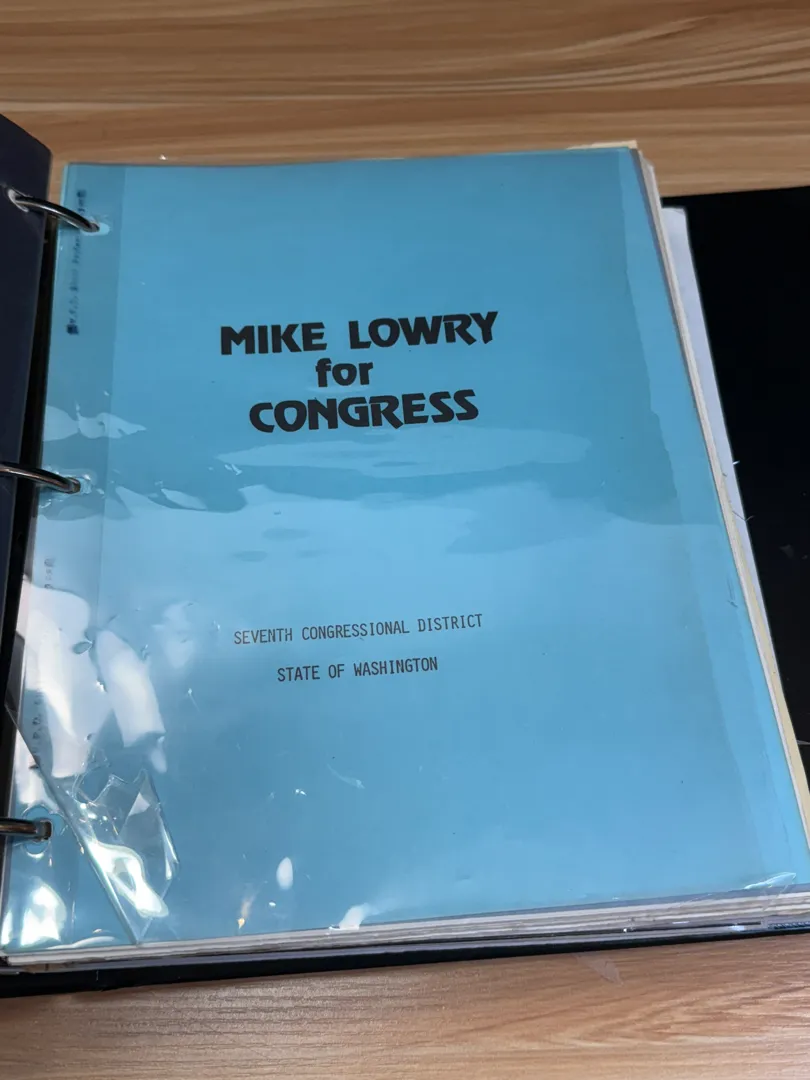 MIKE LOWRY
for
CONGRESS
SEVENTH CONGRESSIONAL DISTRICT
STATE OF WASHINGTON